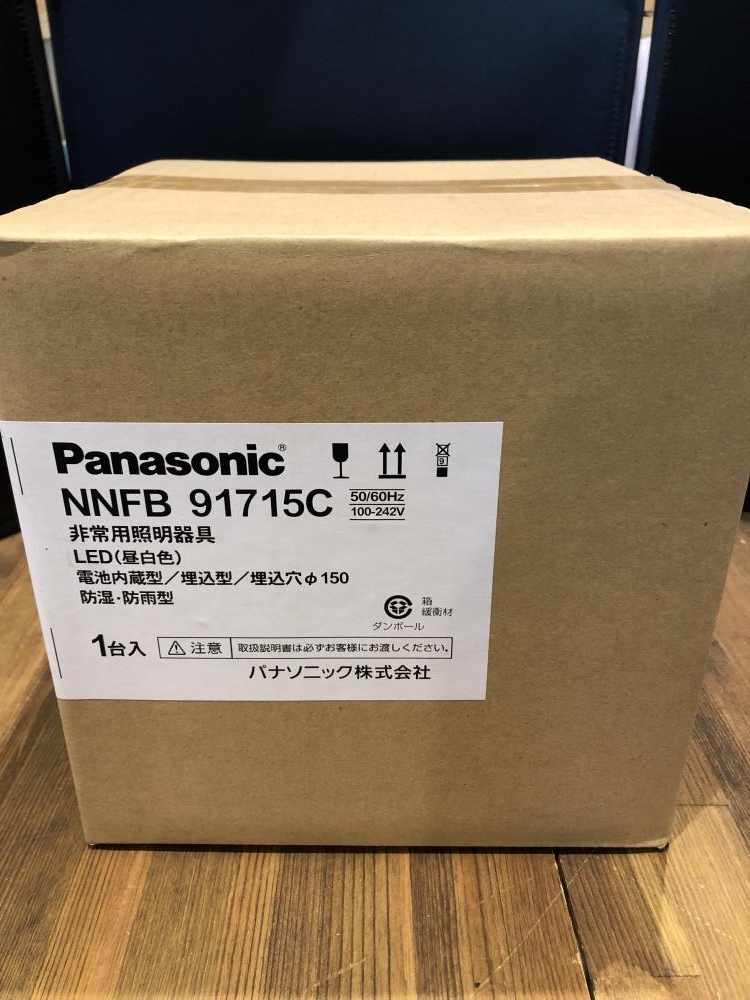 Panasonic®
NNFB 91715C
50/60Hz
100-242V
9
非常用照明器具
LED(昼白色)
電池内蔵型/埋込型/埋込穴φ150
防湿・防雨型
箱
緩衝材
ダンボール
1台入
⚠注意 取扱説明書は必ずお客様にお渡しください。
パナソニック株式会社